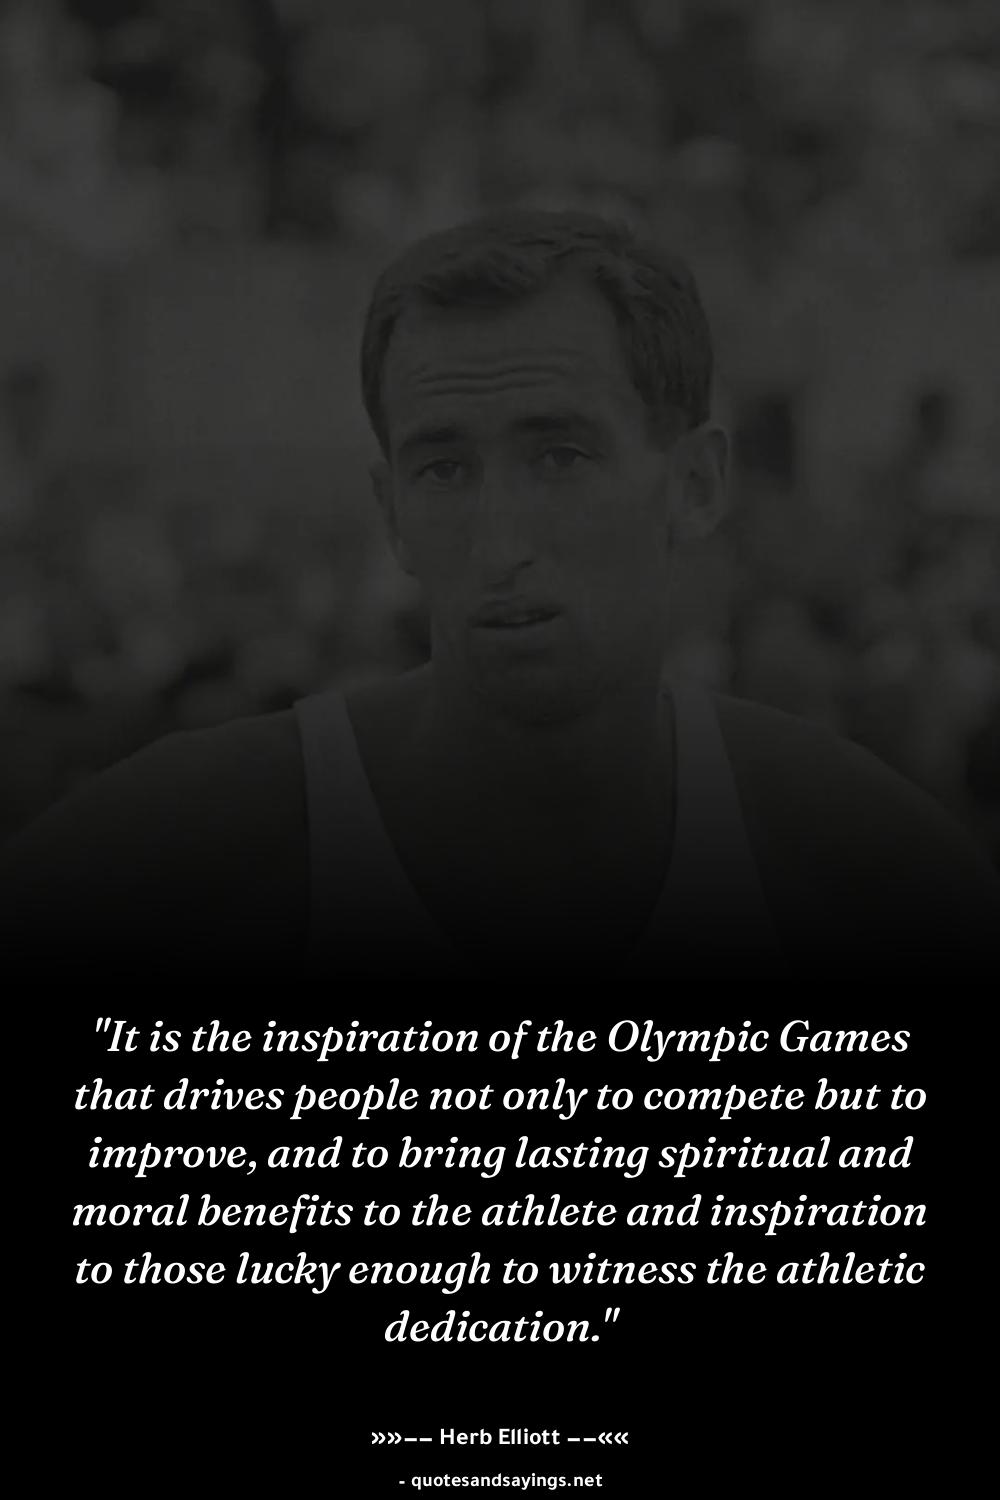 "It is the inspiration of the Olympic Games
that drives people not only to compete but to
improve, and to bring lasting spiritual and
moral benefits to the athlete and inspiration
to those lucky enough to witness the athletic
dedication."
»»−− Herb Elliott −−««
- quotesandsayings.net